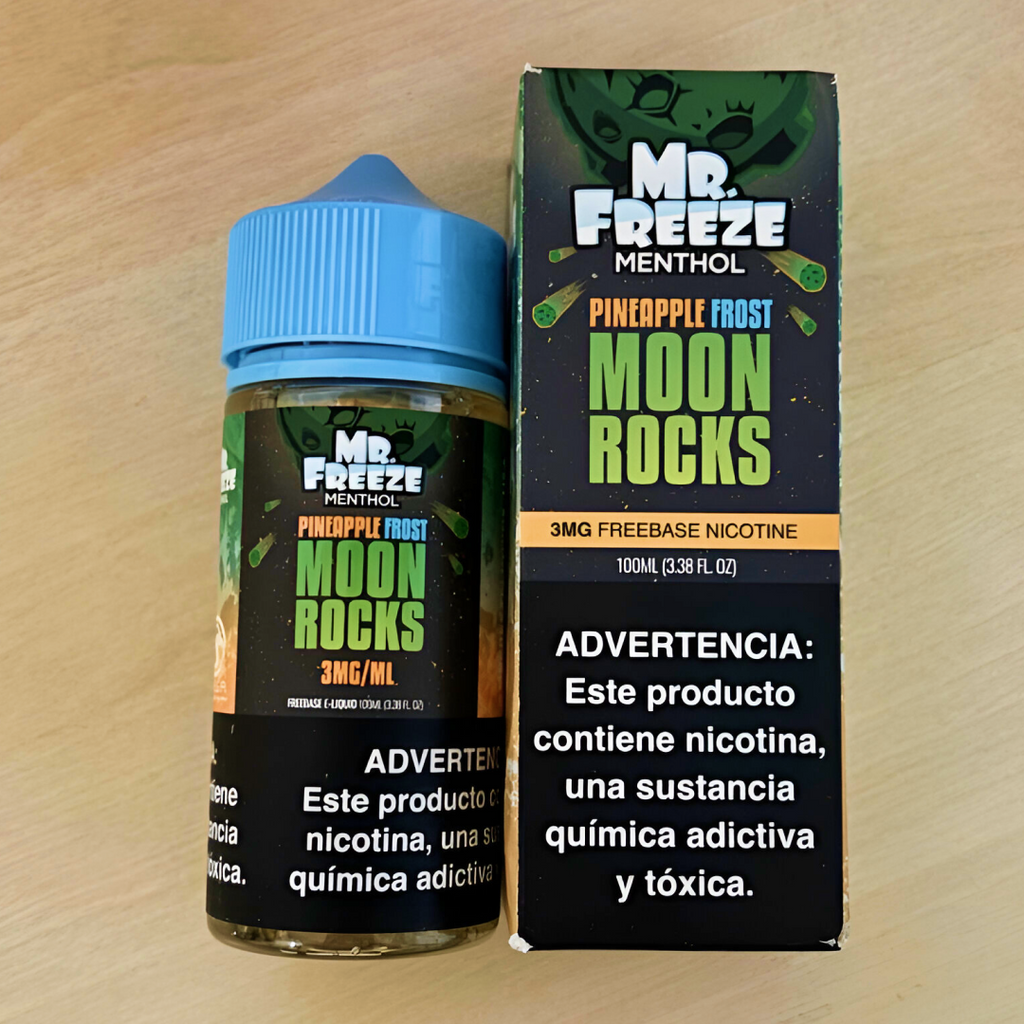 MR.
FREEZE
MENTHOL
PINEAPPLE FROST
MOON
ROCKS
3MG/ML
FREEBASE E-LIQUID 100ML (3.38 FL. OZ)
ADVERTENC
Este producto
nicotina, una su
química adictiva
óxica.
MR.
FREEZE
MENTHOL
PINEAPPLE FROST
MOON
ROCKS
3MG FREEBASE NICOTINE
100ML (3.38 FL. OZ)
ADVERTENCIA:
Este producto
contiene nicotina,
una sustancia
química adictiva
y tóxica.